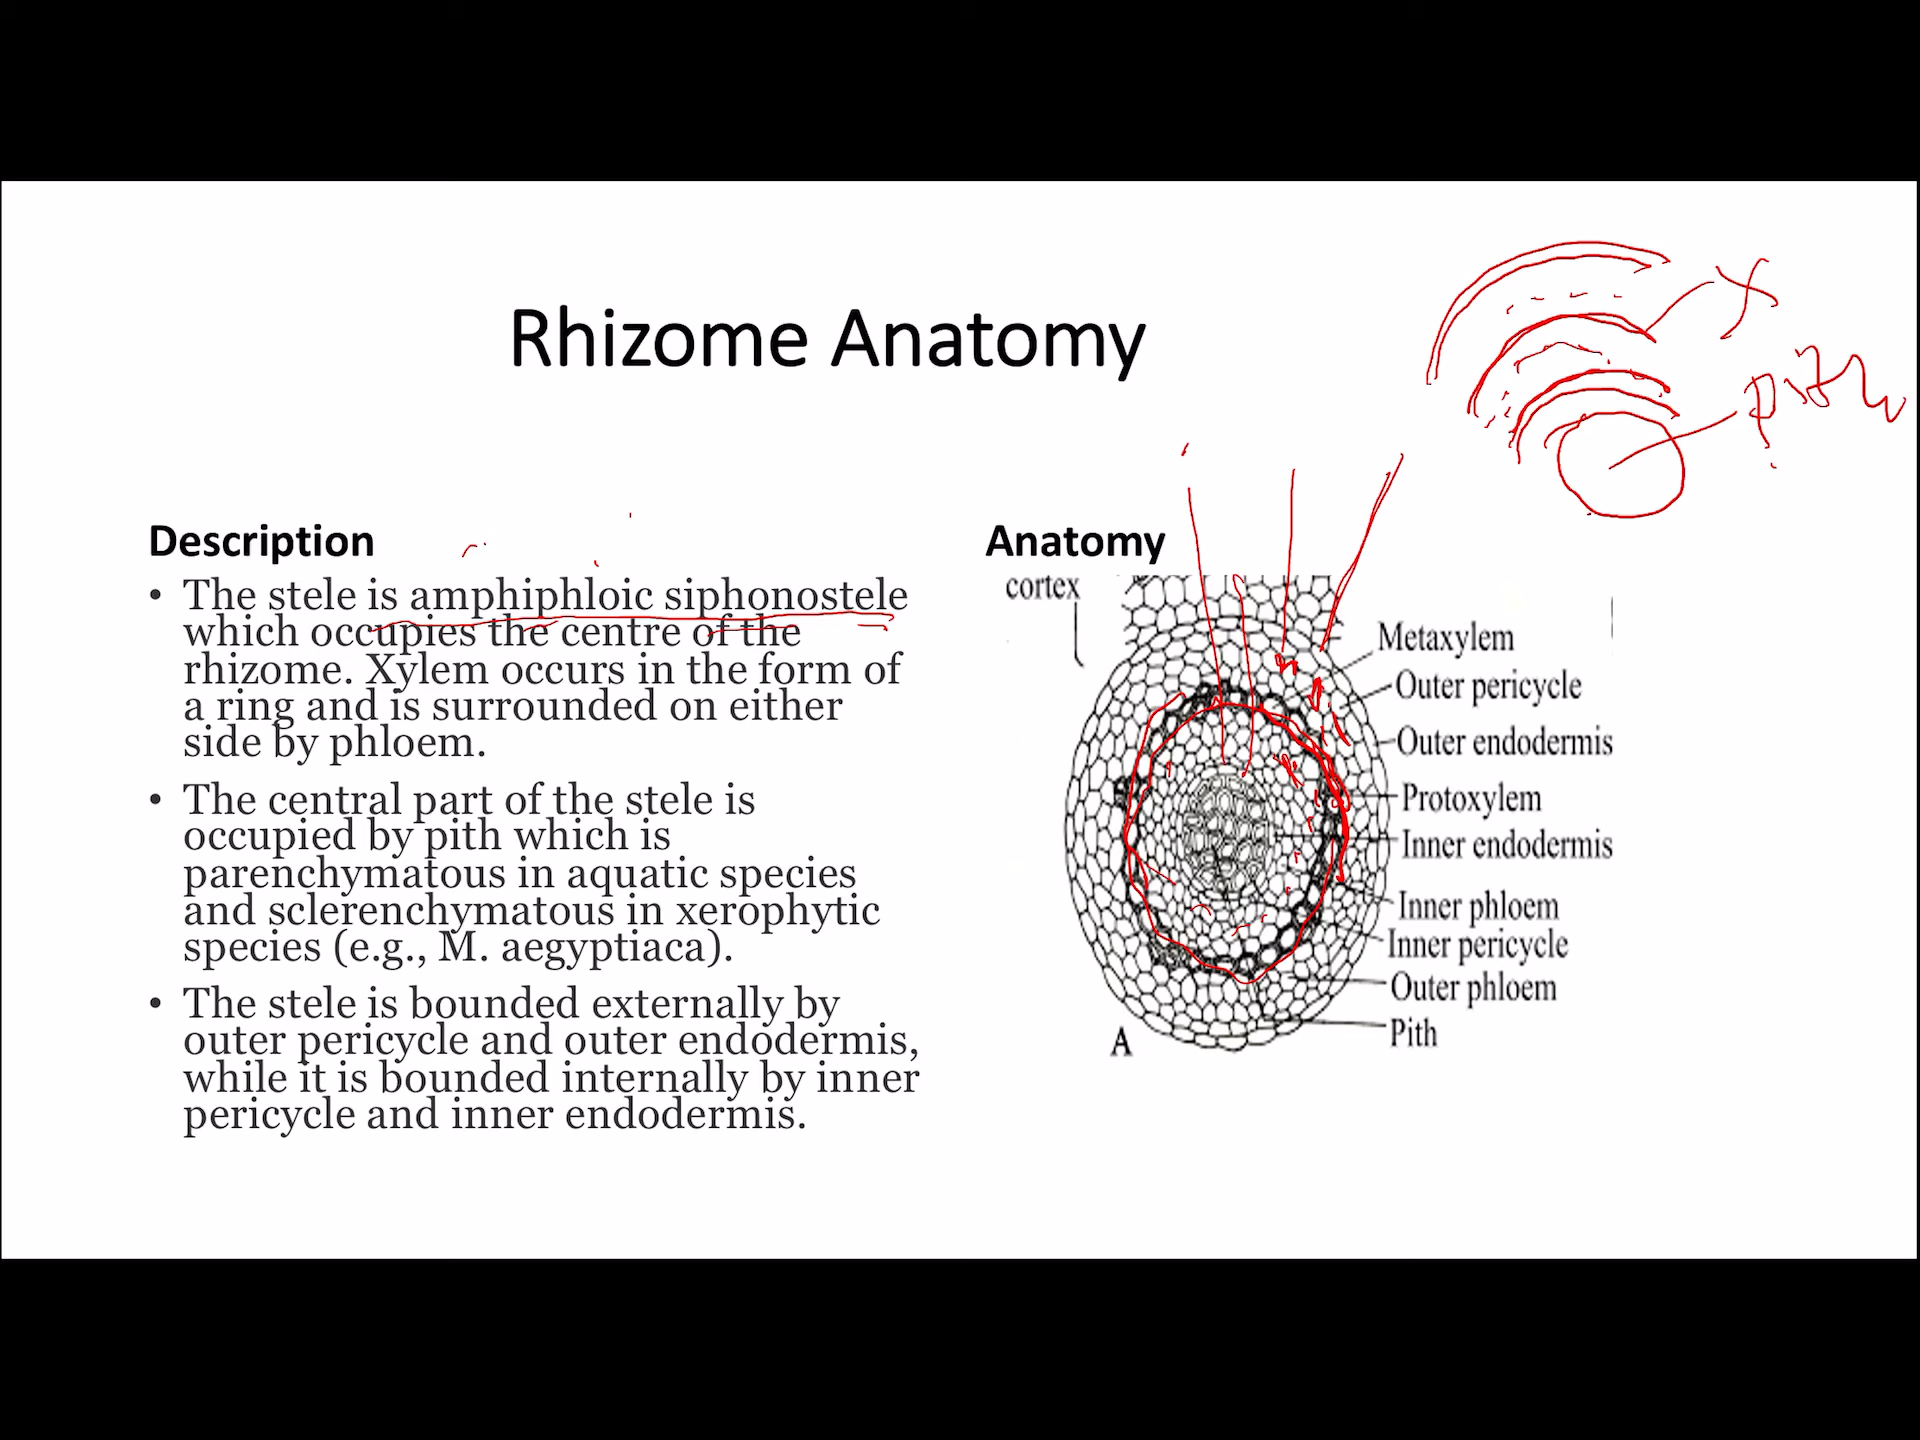 Rhizome Anatomy
X
pith
Description
• The stele is amphiphloic siphonostele
which occupies the centre of the
rhizome. Xylem occurs in the form of
a ring and is surrounded on either
side by phloem.
• The central part of the stele is
occupied by pith which is
parenchymatous in aquatic species
and sclerenchymatous in xerophytic
species (e.g., M. aegyptiaca).
• The stele is bounded externally by
outer pericycle and outer endodermis,
while it is bounded internally by inner
pericycle and inner endodermis.
Anatomy
cortex
Metaxylem
Outer pericycle
Outer endodermis
Protoxylem
Inner endodermis
Inner phloem
Inner pericycle
Outer phloem
Pith
A